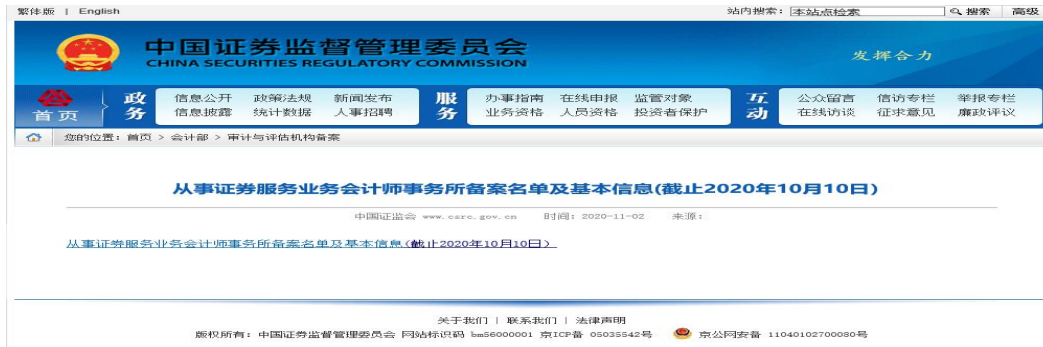 繁体版 | English 站内搜索: 本站点检索 搜索 高级
中国证券监督管理委员会
CHINA SECURITIES REGULATORY COMMISSION
发挥合力
首页
政务
信息公开 政策法规 新闻发布
信息披露 统计数据 人事招聘
服务
办事指南 在线申报 监管对象
业务资格 人员资格 投资者保护
互动
公众留言 信访专栏 举报专栏
在线访谈 征求意见 廉政评议
您的位置: 首页 > 会计部 > 审计与评估机构备案
从事证券服务业务会计师事务所备案名单及基本信息(截止2020年10月10日)
中国证监会 www.csrc.gov.cn 时间: 2020-11-02 来源:
从事证券服务业务会计师事务所备案名单及基本信息(截止2020年10月10日)
关于我们 | 联系我们 | 法律声明
版权所有: 中国证券监督管理委员会 网站标识码 bm56000001 京ICP备 05035542号 京公网安备 11040102700080号